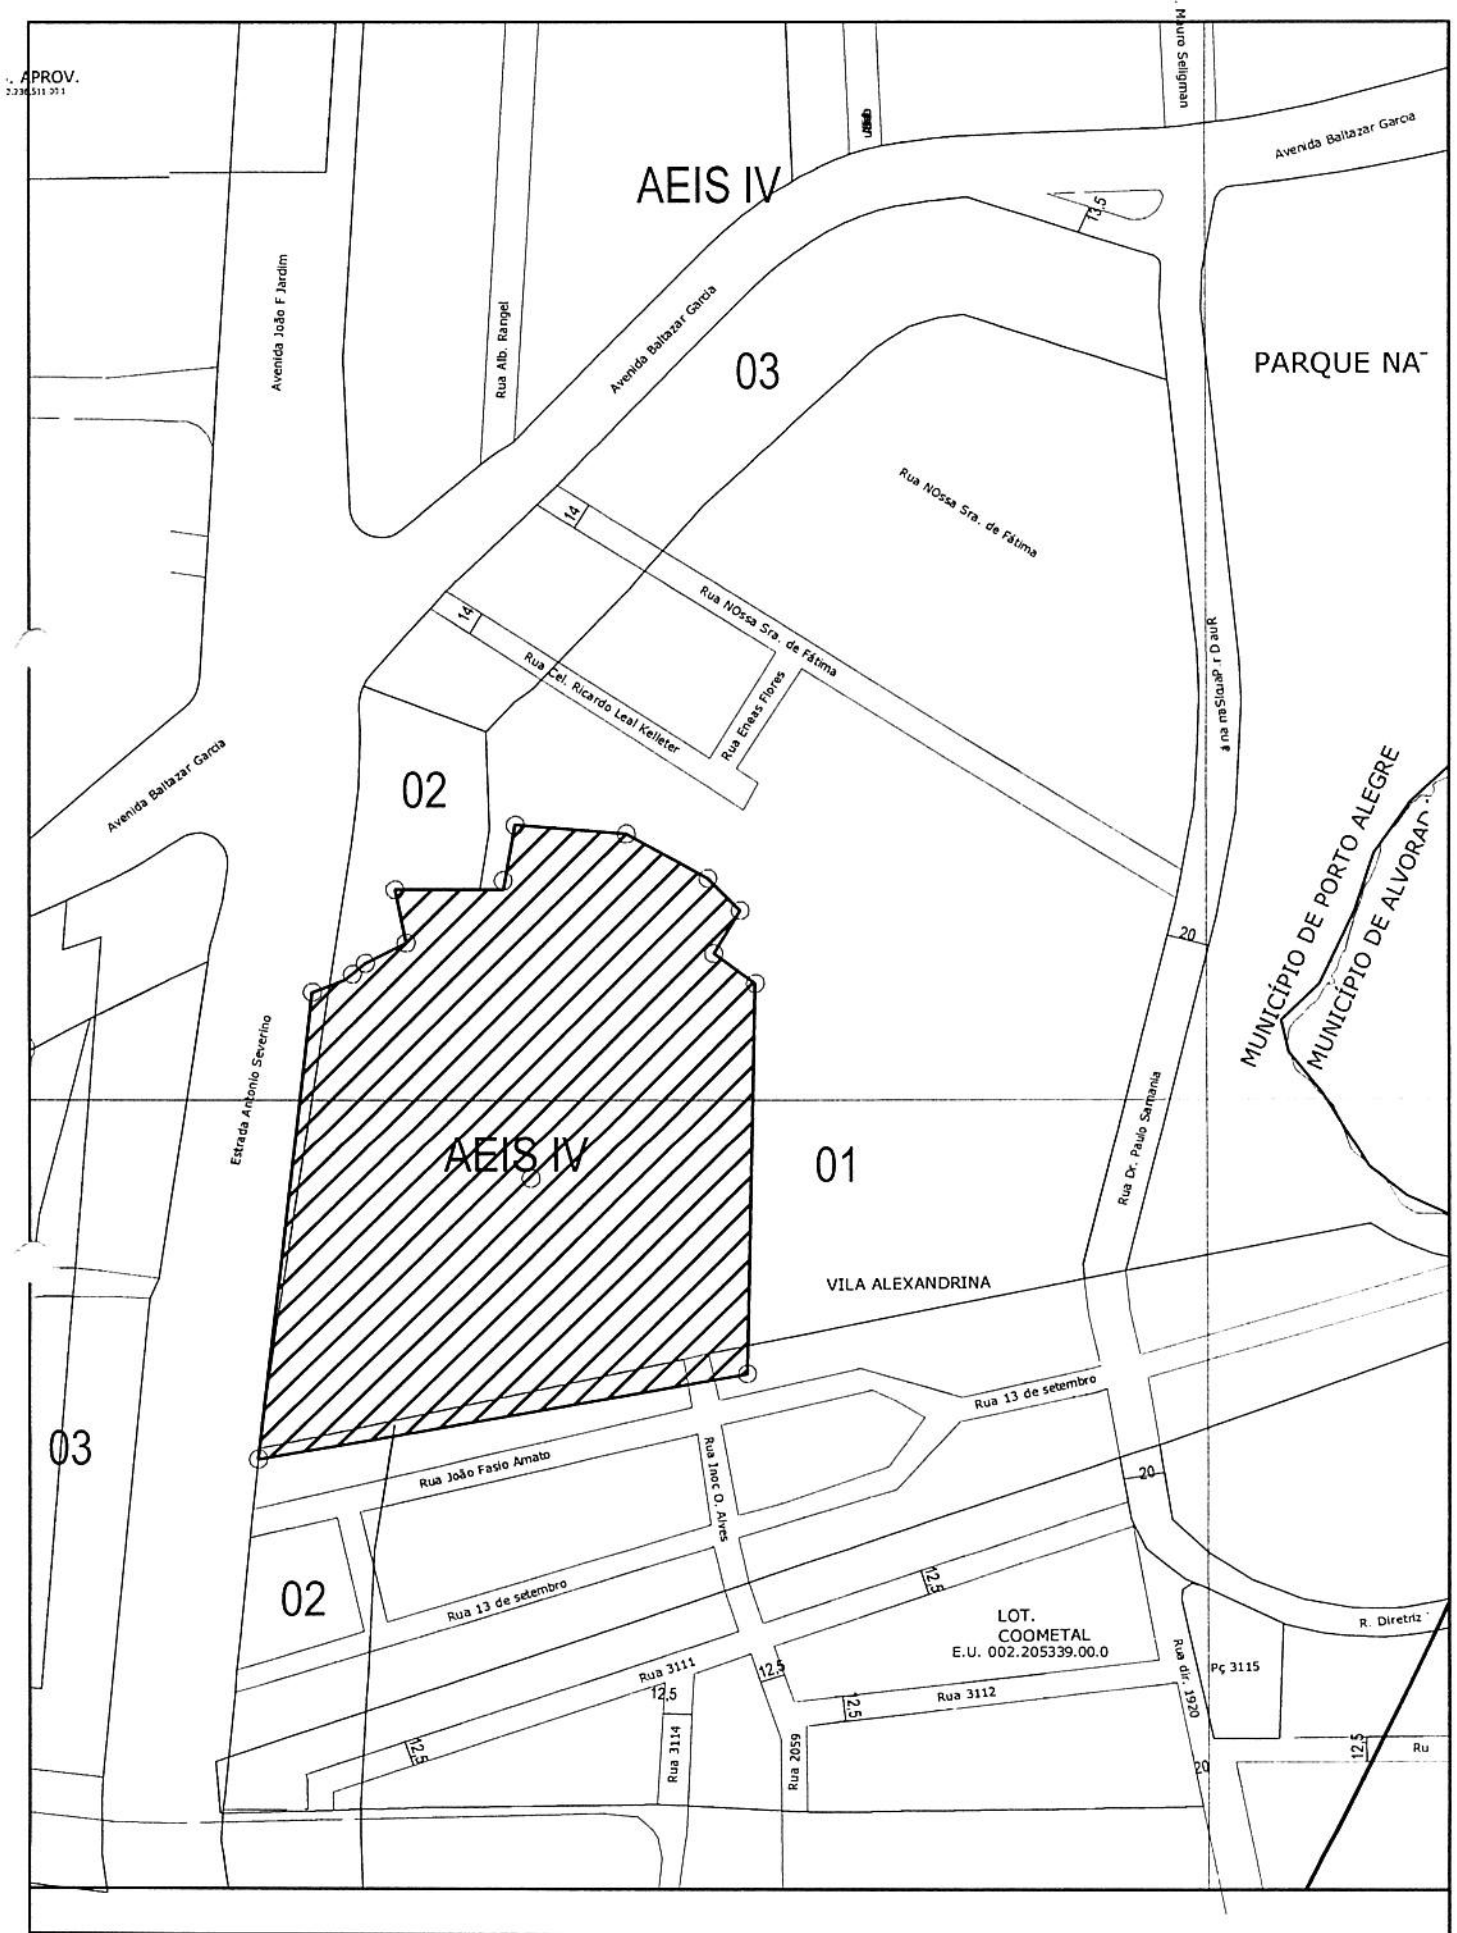 . APROV.
Mauro Seligman
Avenida Baltazar Garcia
AEIS IV
13.5
Avenida João F Jardim
Rua Alb. Rangel
Avenida Baltazar Garcia
03
PARQUE NA
Rua NOssa Sra. de Fátima
14
Rua NOssa Sra. de Fátima
14
Rua Cel. Ricardo Leal Kelleter
Rua Eneas Flores
Avenida Baltazar Garcia
02
MUNICÍPIO DE PORTO ALEGRE
MUNICÍPIO DE ALVORAD
20
Estrada Antonio Severino
Rua Dr. Paulo Samania
AEIS IV
01
VILA ALEXANDRINA
Rua 13 de setembro
03
Rua João Fasio Amato
Rua Inoc O. Alves
20
02
Rua 13 de setembro
12.5
LOT.
COOMETAL
E.U. 002.205339.00.0
R. Diretriz
Rua 3111
12.5
Pç 3115
12.5
Rua 3112
12.5
Rua dir. 1920
12.5
Rua 3114
Rua 2059
20
12.5
Ru